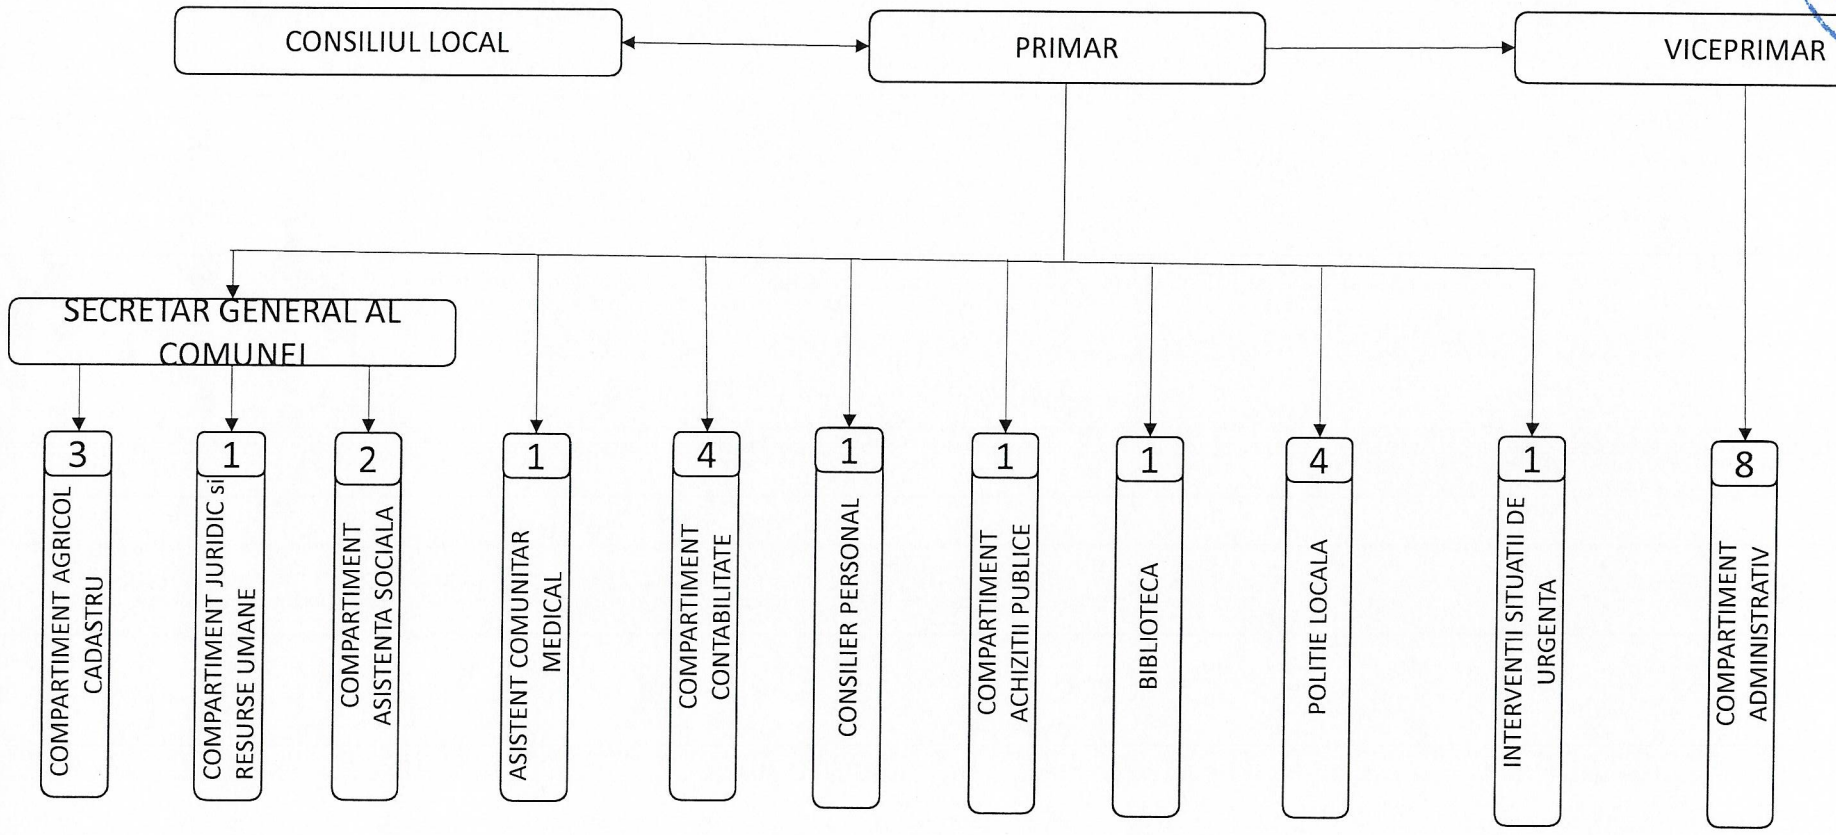 CONSILIUL LOCAL
PRIMAR
VICEPRIMAR
SECRETAR GENERAL AL
COMUNEI
3
COMPARTIMENT AGRICOL
CADASTRU
1
COMPARTIMENT JURIDIC si
RESURSE UMANE
2
COMPARTIMENT
ASISTENTA SOCIALA
1
ASISTENT COMUNITAR
MEDICAL
4
COMPARTIMENT
CONTABILITATE
1
CONSILIER PERSONAL
1
COMPARTIMENT
ACHIZITII PUBLICE
1
BIBLIOTECA
4
POLITIE LOCALA
1
INTERVENTII SITUATII DE
URGENTA
8
COMPARTIMENT
ADMINISTRATIV